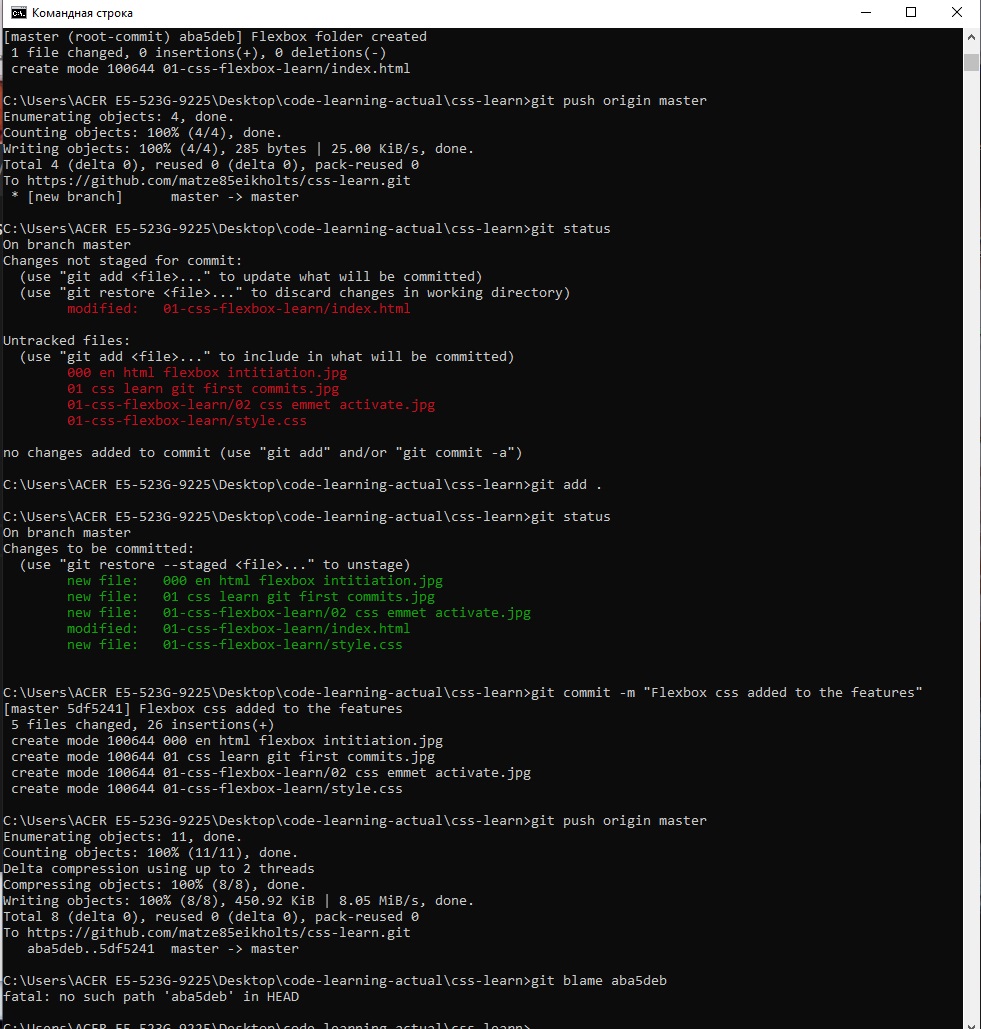 Командная строка
[master (root-commit) aba5deb] Flexbox folder created
1 file changed, 0 insertions(+), 0 deletions(-)
create mode 100644 01-css-flexbox-learn/index.html
C:\Users\ACER E5-523G-9225\Desktop\code-learning-actual\css-learn>git push origin master
Enumerating objects: 4, done.
Counting objects: 100% (4/4), done.
Writing objects: 100% (4/4), 285 bytes | 25.00 KiB/s, done.
Total 4 (delta 0), reused 0 (delta 0), pack-reused 0
To https://github.com/matze85eikholts/css-learn.git
* [new branch]      master -> master
C:\Users\ACER E5-523G-9225\Desktop\code-learning-actual\css-learn>git status
On branch master
Changes not staged for commit:
(use "git add <file>..." to update what will be committed)
(use "git restore <file>..." to discard changes in working directory)
modified:   01-css-flexbox-learn/index.html
Untracked files:
(use "git add <file>..." to include in what will be committed)
000 en html flexbox intitiation.jpg
01 css learn git first commits.jpg
01-css-flexbox-learn/02 css emmet activate.jpg
01-css-flexbox-learn/style.css
no changes added to commit (use "git add" and/or "git commit -a")
C:\Users\ACER E5-523G-9225\Desktop\code-learning-actual\css-learn>git add .
C:\Users\ACER E5-523G-9225\Desktop\code-learning-actual\css-learn>git status
On branch master
Changes to be committed:
(use "git restore --staged <file>..." to unstage)
new file:   000 en html flexbox intitiation.jpg
new file:   01 css learn git first commits.jpg
new file:   01-css-flexbox-learn/02 css emmet activate.jpg
modified:   01-css-flexbox-learn/index.html
new file:   01-css-flexbox-learn/style.css
C:\Users\ACER E5-523G-9225\Desktop\code-learning-actual\css-learn>git commit -m "Flexbox css added to the features"
[master 5df5241] Flexbox css added to the features
5 files changed, 26 insertions(+)
create mode 100644 000 en html flexbox intitiation.jpg
create mode 100644 01 css learn git first commits.jpg
create mode 100644 01-css-flexbox-learn/02 css emmet activate.jpg
create mode 100644 01-css-flexbox-learn/style.css
C:\Users\ACER E5-523G-9225\Desktop\code-learning-actual\css-learn>git push origin master
Enumerating objects: 11, done.
Counting objects: 100% (11/11), done.
Delta compression using up to 2 threads
Compressing objects: 100% (8/8), done.
Writing objects: 100% (8/8), 450.92 KiB | 8.05 MiB/s, done.
Total 8 (delta 0), reused 0 (delta 0), pack-reused 0
To https://github.com/matze85eikholts/css-learn.git
aba5deb..5df5241  master -> master
C:\Users\ACER E5-523G-9225\Desktop\code-learning-actual\css-learn>git blame aba5deb
fatal: no such path 'aba5deb' in HEAD
C:\Users\ACER E5-523G-9225\Desktop\code-learning-actual\css-learn>